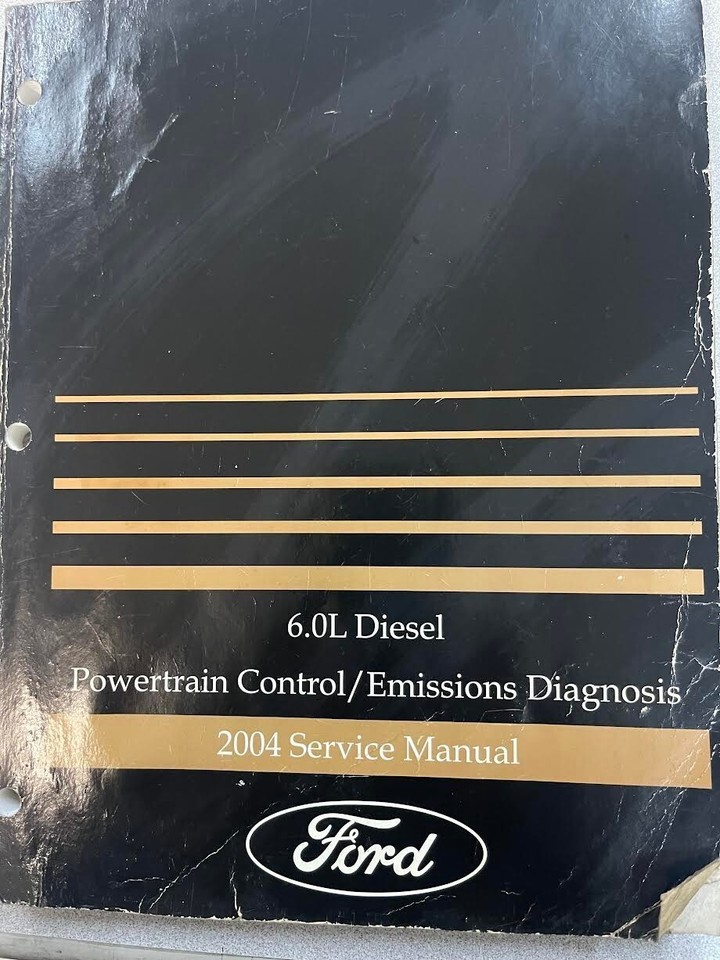 6.0L Diesel
Powertrain Control/Emissions Diagnosis
2004 Service Manual
Ford